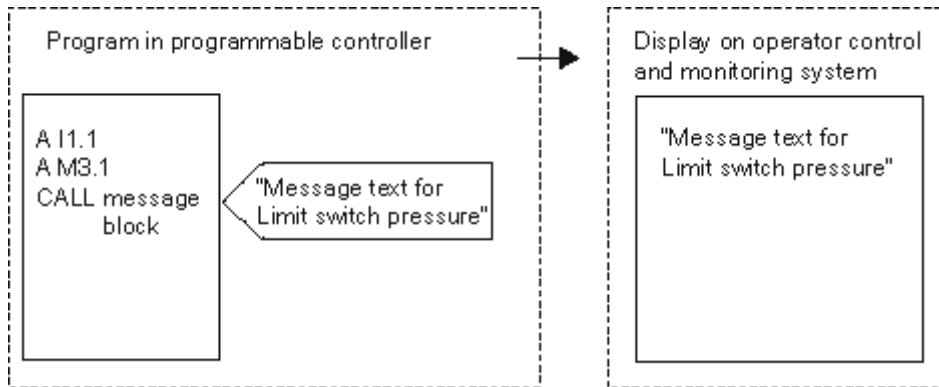 Program in programmable controller
A I1.1
A M3.1
CALL message
block
"Message text for
Limit switch pressure"
Display on operator control
and monitoring system
"Message text for
Limit switch pressure"